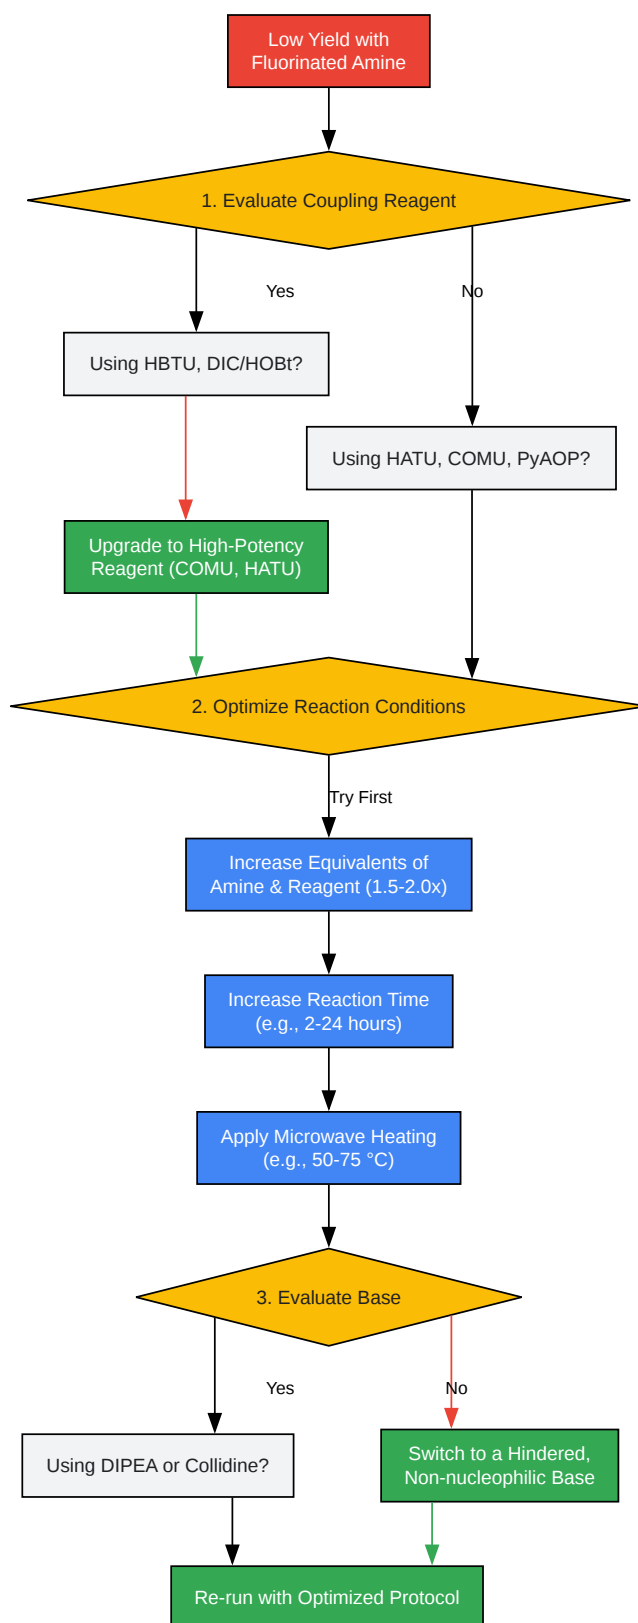 Low Yield with
Fluorinated Amine
1. Evaluate Coupling Reagent
Yes
No
Using HBTU, DIC/HOBt?
Using HATU, COMU, PyAOP?
Upgrade to High-Potency
Reagent (COMU, HATU)
2. Optimize Reaction Conditions
Try First
Increase Equivalents of
Amine & Reagent (1.5-2.0x)
Increase Reaction Time
(e.g., 2-24 hours)
Apply Microwave Heating
(e.g., 50-75 °C)
3. Evaluate Base
Yes
No
Using DIPEA or Collidine?
Switch to a Hindered,
Non-nucleophilic Base
Re-run with Optimized Protocol